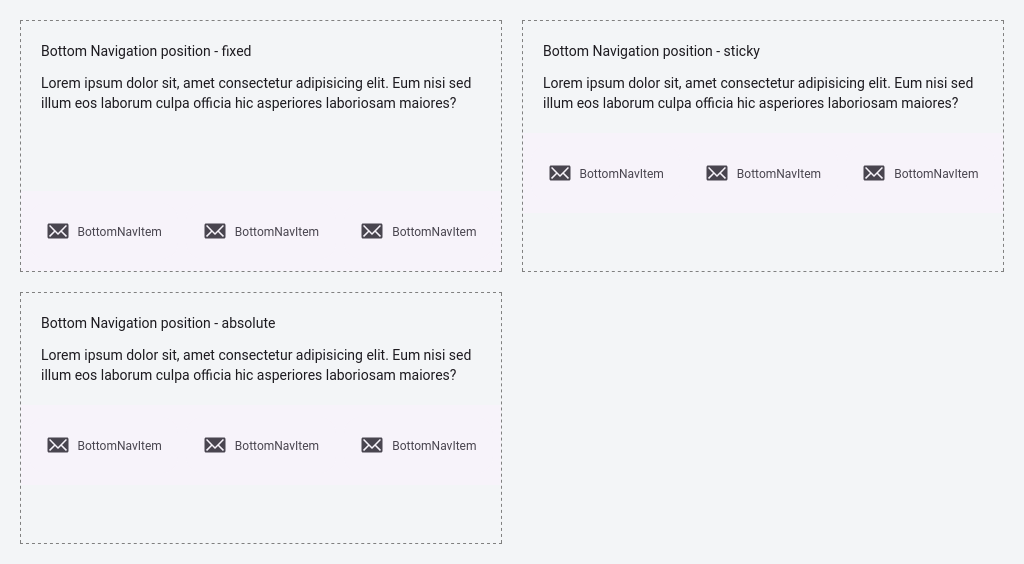 Bottom Navigation position - fixed
Lorem ipsum dolor sit, amet consectetur adipisicing elit. Eum nisi sed
illum eos laborum culpa officia hic asperiores laboriosam maiores?
BottomNavItem
BottomNavItem
BottomNavItem
Bottom Navigation position - sticky
Lorem ipsum dolor sit, amet consectetur adipisicing elit. Eum nisi sed
illum eos laborum culpa officia hic asperiores laboriosam maiores?
BottomNavItem
BottomNavItem
BottomNavItem
Bottom Navigation position - absolute
Lorem ipsum dolor sit, amet consectetur adipisicing elit. Eum nisi sed
illum eos laborum culpa officia hic asperiores laboriosam maiores?
BottomNavItem
BottomNavItem
BottomNavItem